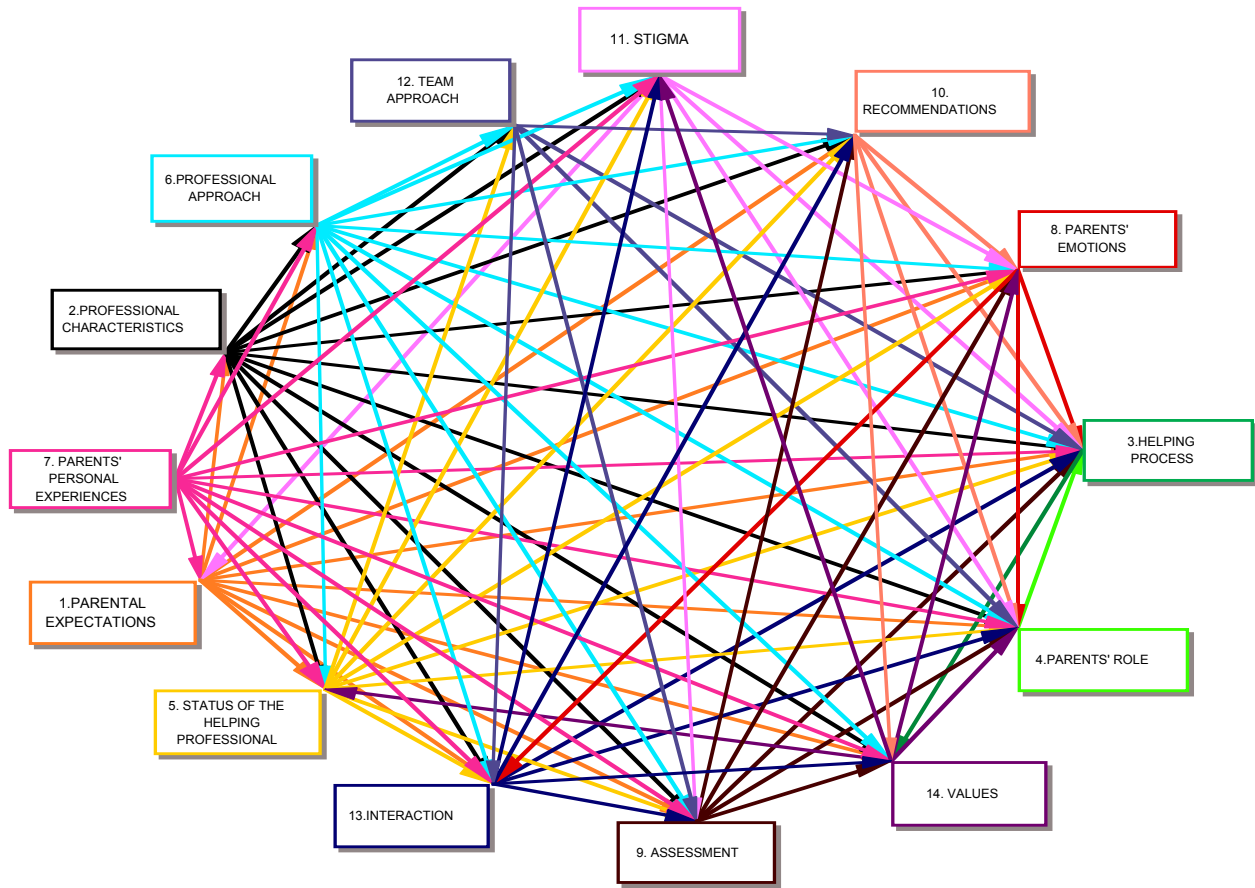 11. STIGMA
12. TEAM
APPROACH
10.
RECOMMENDATIONS
6.PROFESSIONAL
APPROACH
8. PARENTS'
EMOTIONS
2.PROFESSIONAL
CHARACTERISTICS
3.HELPING
PROCESS
7. PARENTS'
PERSONAL
EXPERIENCES
1.PARENTAL
EXPECTATIONS
4.PARENTS' ROLE
5. STATUS OF THE
HELPING
PROFESSIONAL
13.INTERACTION
14. VALUES
9. ASSESSMENT